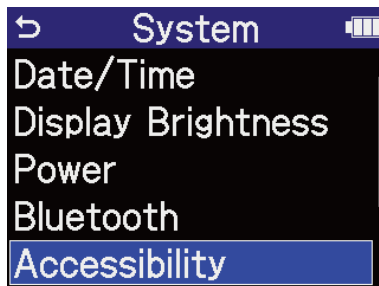 System
Date/Time
Display Brightness
Power
Bluetooth
Accessibility